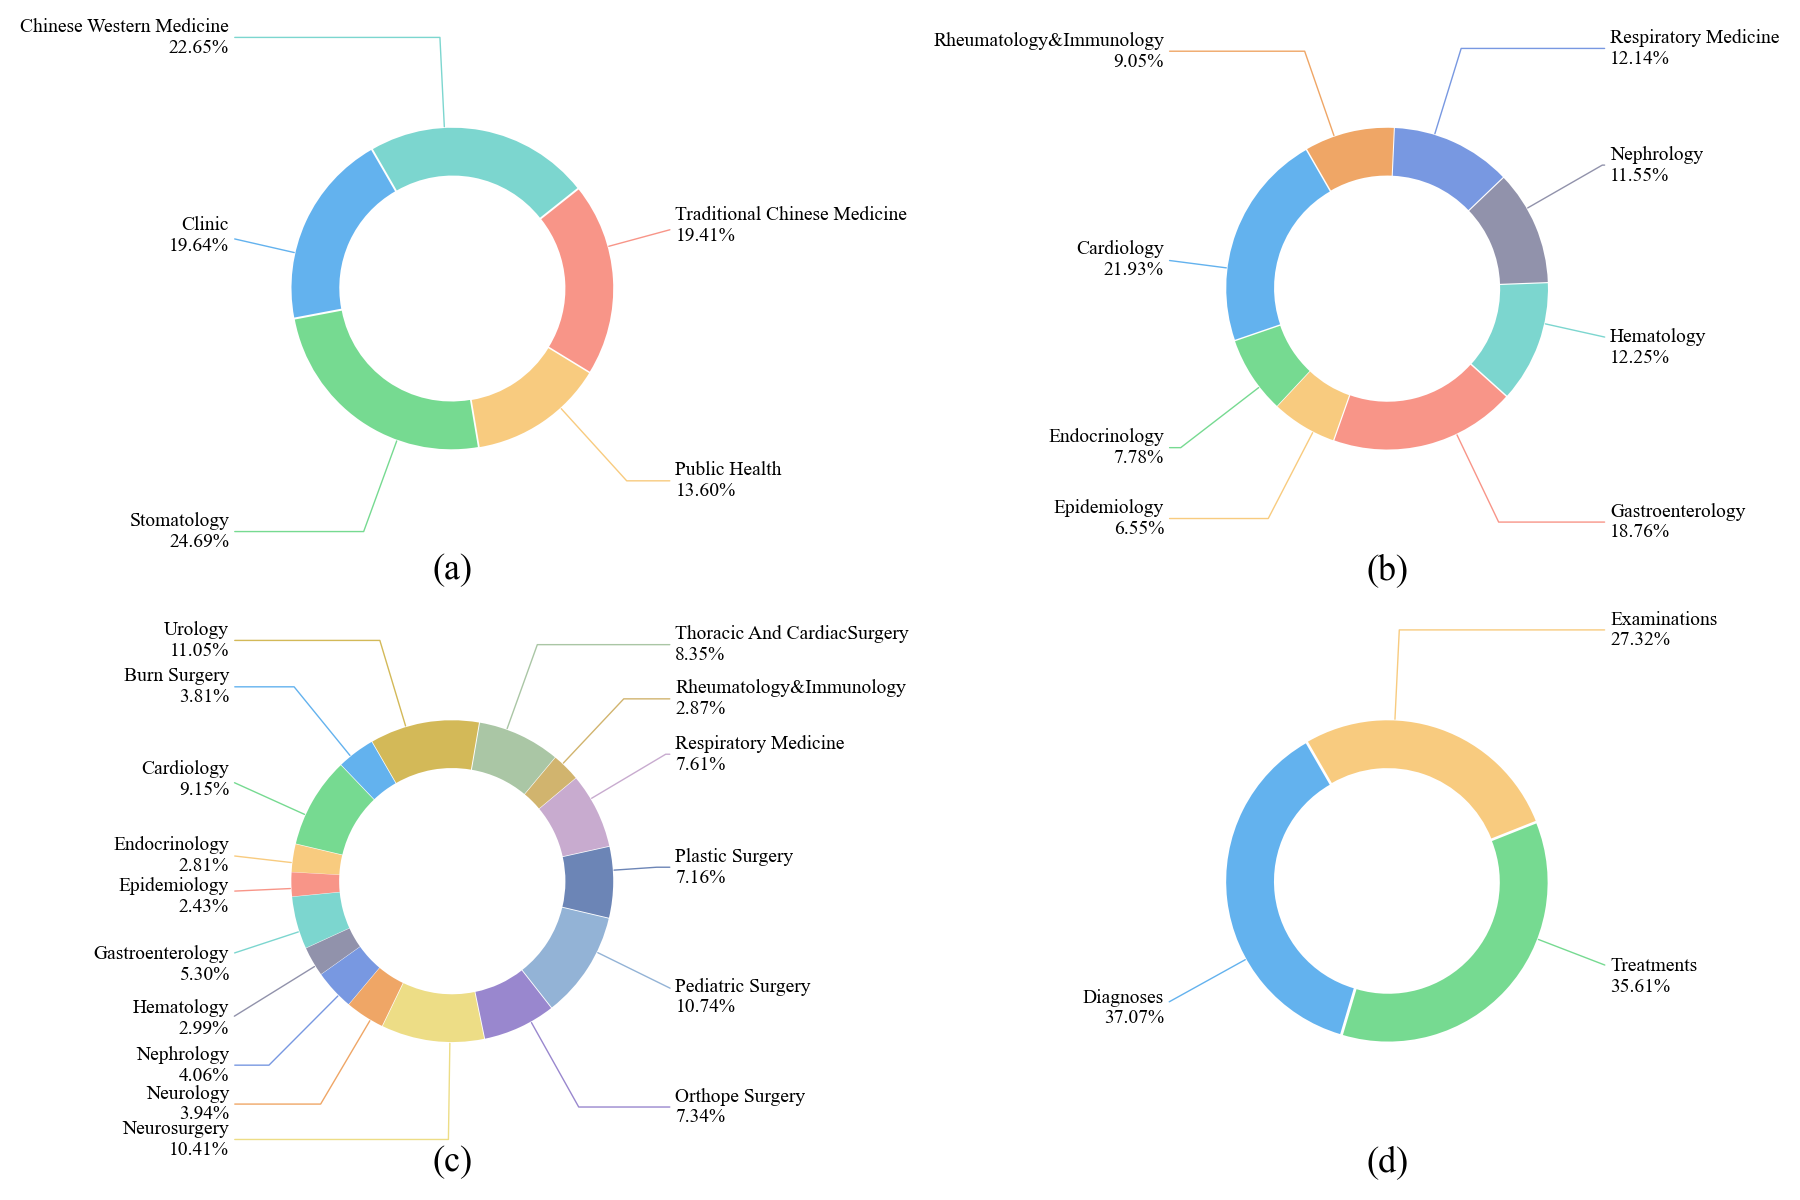 Chinese Western Medicine
22.65%
Traditional Chinese Medicine
19.41%
Clinic
19.64%
Public Health
13.60%
Stomatology
24.69%
(a)
Rheumatology&Immunology
9.05%
Respiratory Medicine
12.14%
Nephrology
11.55%
Cardiology
21.93%
Hematology
12.25%
Endocrinology
7.78%
Epidemiology
6.55%
Gastroenterology
18.76%
(b)
Urology
11.05%
Burn Surgery
3.81%
Cardiology
9.15%
Endocrinology
2.81%
Epidemiology
2.43%
Gastroenterology
5.30%
Hematology
2.99%
Nephrology
4.06%
Neurology
3.94%
Neurosurgery
10.41%
Thoracic And CardiacSurgery
8.35%
Rheumatology&Immunology
2.87%
Respiratory Medicine
7.61%
Plastic Surgery
7.16%
Pediatric Surgery
10.74%
Orthope Surgery
7.34%
(c)
Examinations
27.32%
Treatments
35.61%
Diagnoses
37.07%
(d)